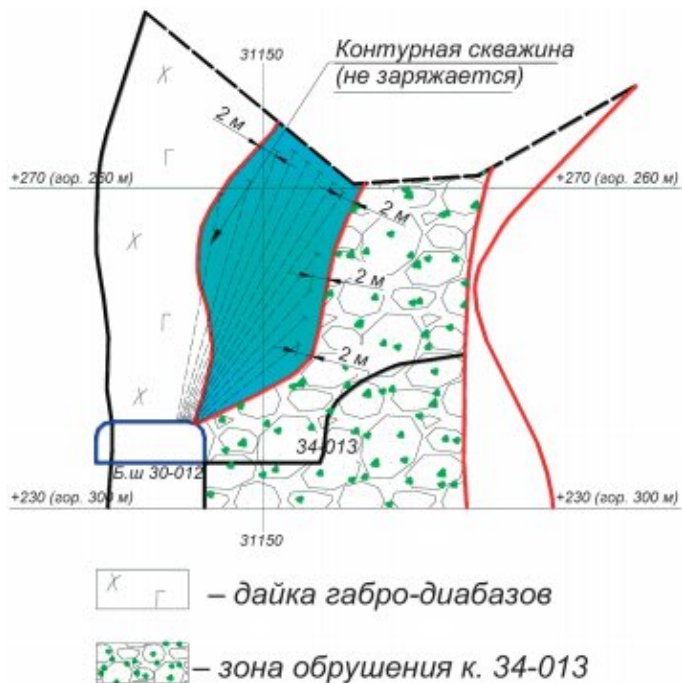 31150
Контурная скважина
(не заряжается)
Х
2 м
Г
+270 (гор. 260 м)
+270 (гор. 260 м)
2 м
Х
2 м
Г
2 м
Х
34-013
Б.ш 30-012
+230 (гор. 300 м)
+230 (гор. 300 м)
31150
Х Г – дайка габро-диабазов
– зона обрушения к. 34-013